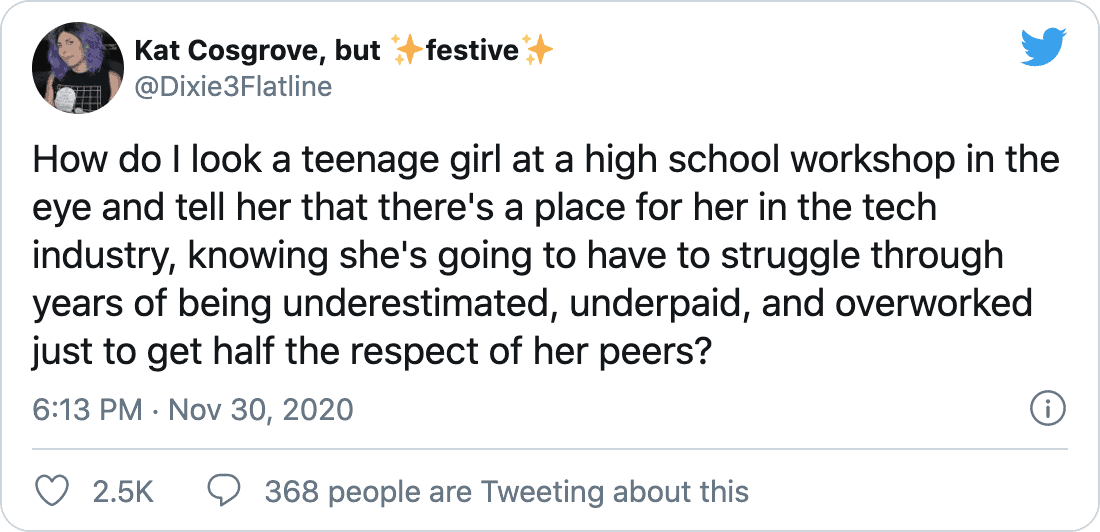 Kat Cosgrove, but ✨festive✨
@Dixie3Flatline
How do I look a teenage girl at a high school workshop in the
eye and tell her that there's a place for her in the tech
industry, knowing she's going to have to struggle through
years of being underestimated, underpaid, and overworked
just to get half the respect of her peers?
6:13 PM · Nov 30, 2020
2.5K 368 people are Tweeting about this